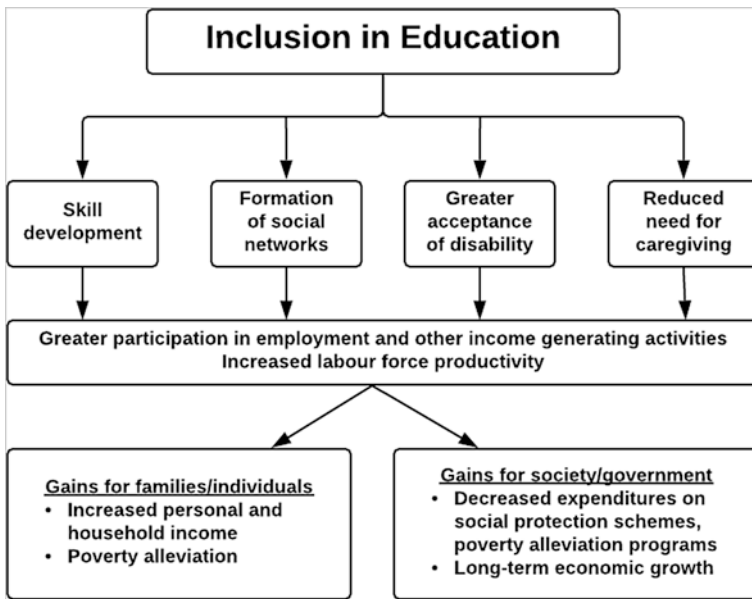 Inclusion in Education
Skill
development
Formation
of social
networks
Greater
acceptance
of disability
Reduced
need for
caregiving
Greater participation in employment and other income generating activities
Increased labour force productivity
Gains for families/individuals
• Increased personal and
household income
• Poverty alleviation
Gains for society/government
• Decreased expenditures on
social protection schemes,
poverty alleviation programs
• Long-term economic growth